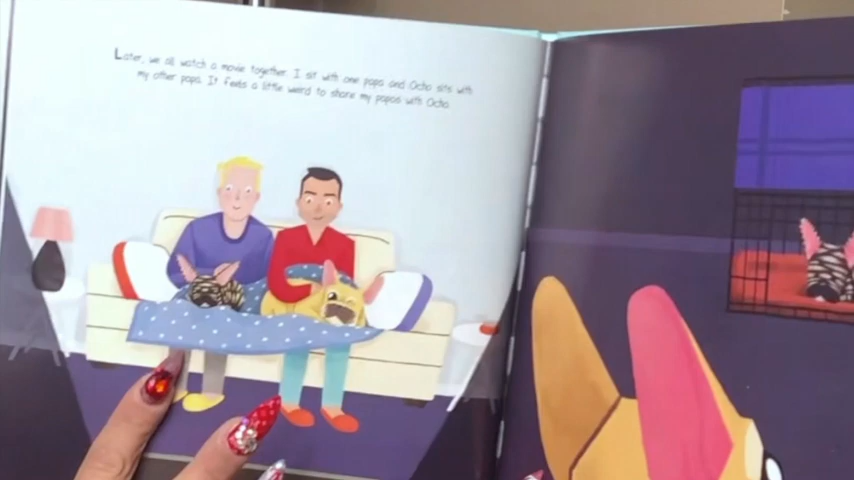 Later, we all watch a movie together. I sit with one papa and Ocho sits with
my other papa. It feels a little weird to share my papas with Ocho.